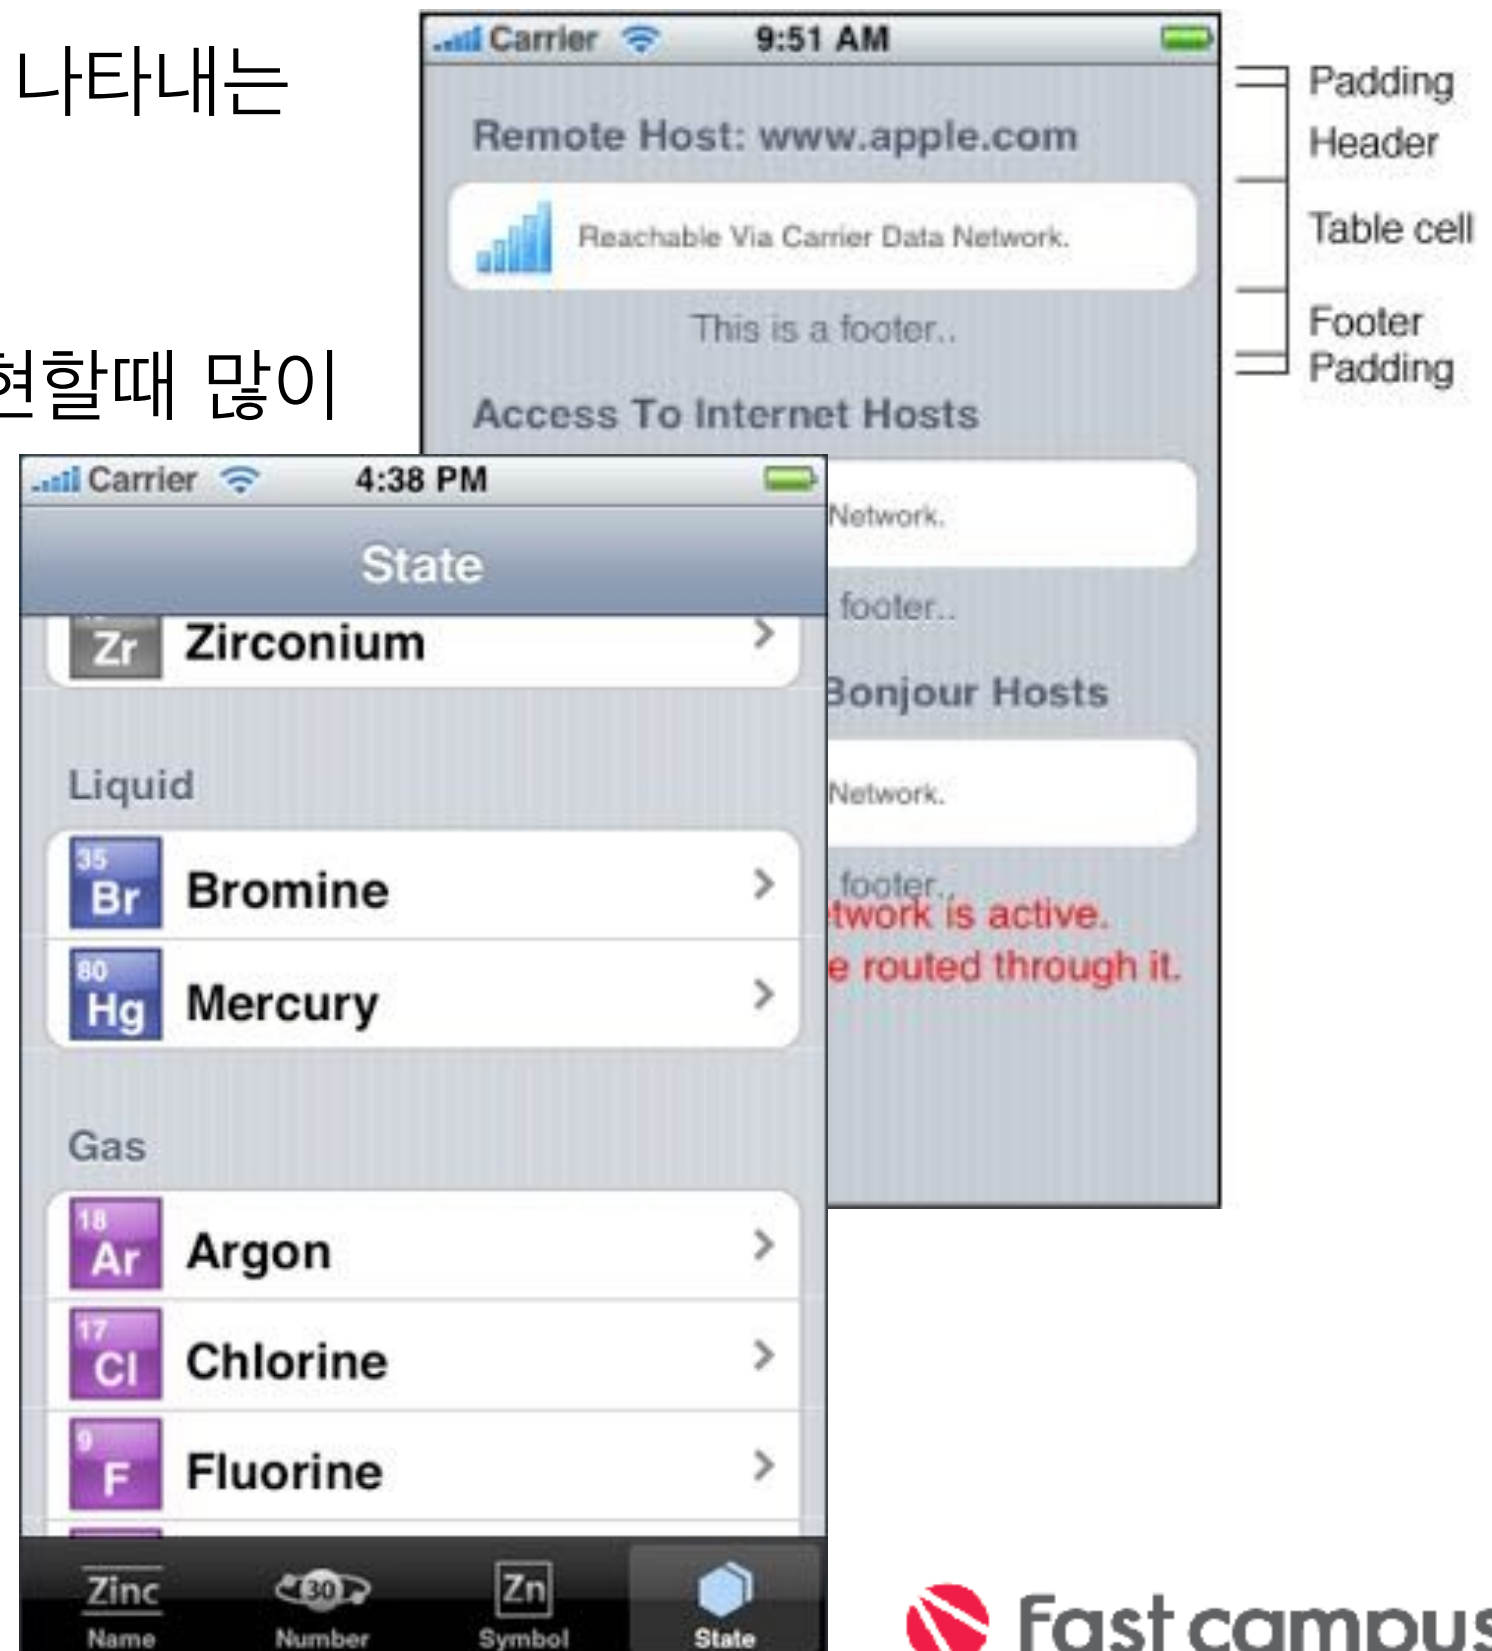 나타내는
현할때 많이
Carrier 9:51 AM
Remote Host: www.apple.com
Reachable Via Carrier Data Network.
This is a footer..
Access To Internet Hosts
Network.
footer..
Bonjour Hosts
Network.
footer..
twork is active.
e routed through it.
Padding
Header
Table cell
Footer
Padding
Carrier 4:38 PM
State
Zr Zirconium
Liquid
35
Br Bromine
80
Hg Mercury
Gas
18
Ar Argon
17
Cl Chlorine
9
F Fluorine
Zinc 30 Zn
Name Number Symbol State
Fast campus